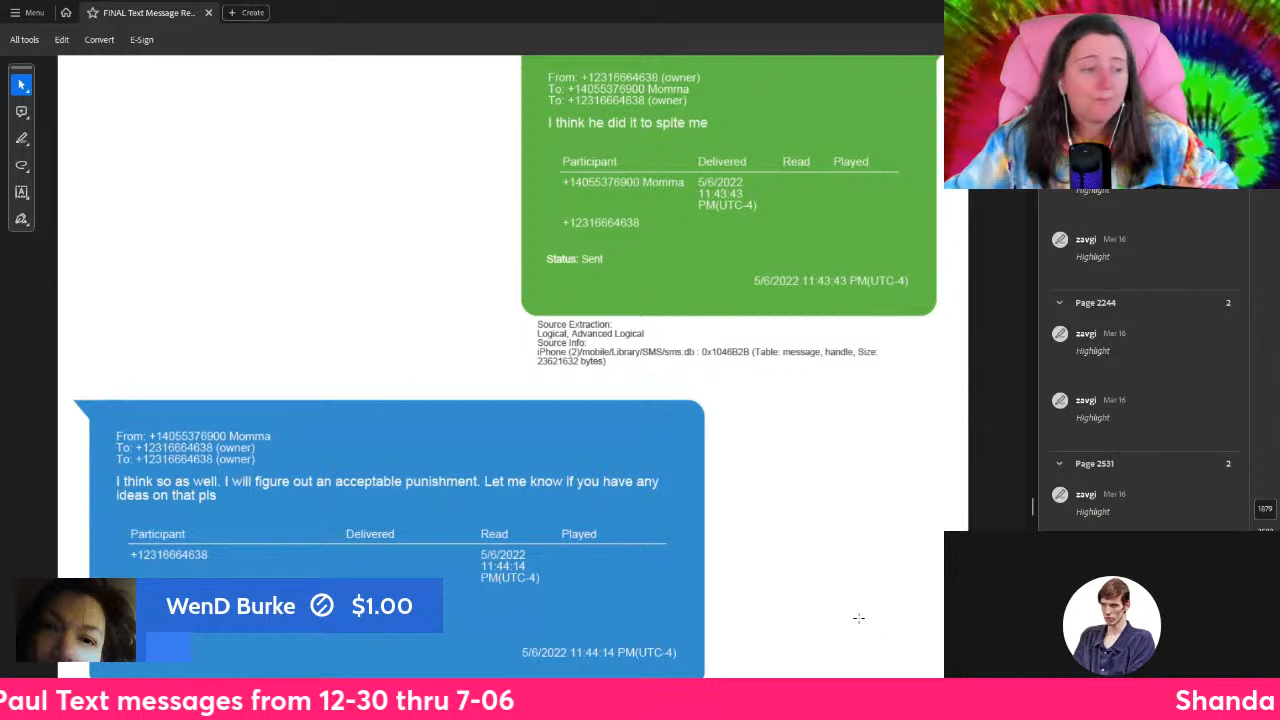 Menu
FINAL Text Message Re...
Create
All tools
Edit
Convert
E-Sign
From: +12316664638 (owner)
To: +14055376900 Momma
To: +12316664638 (owner)
I think he did it to spite me
Participant Delivered Read Played
+14055376900 Momma 5/6/2022
11:43:43
PM(UTC-4)
+12316664638
Status: Sent
5/6/2022 11:43:43 PM(UTC-4)
Source Extraction:
Logical, Advanced Logical
Source Info:
iPhone (2)/mobile/Library/SMS/sms.db : 0x1046B2B (Table: message, handle, Size:
23621632 bytes)
From: +14055376900 Momma
To: +12316664638 (owner)
To: +12316664638 (owner)
I think so as well. I will figure out an acceptable punishment. Let me know if you have any
ideas on that pls
Participant Delivered Read Played
+12316664638 5/6/2022
11:44:14
PM(UTC-4)
5/6/2022 11:44:14 PM(UTC-4)
Highlight
zavgi Mar 16
Highlight
Page 2244 2
zavgi Mar 16
Highlight
zavgi Mar 16
Highlight
Page 2531 2
zavgi Mar 16
Highlight
1879
WenD Burke $1.00
Paul Text messages from 12-30 thru 7-06
Shanda